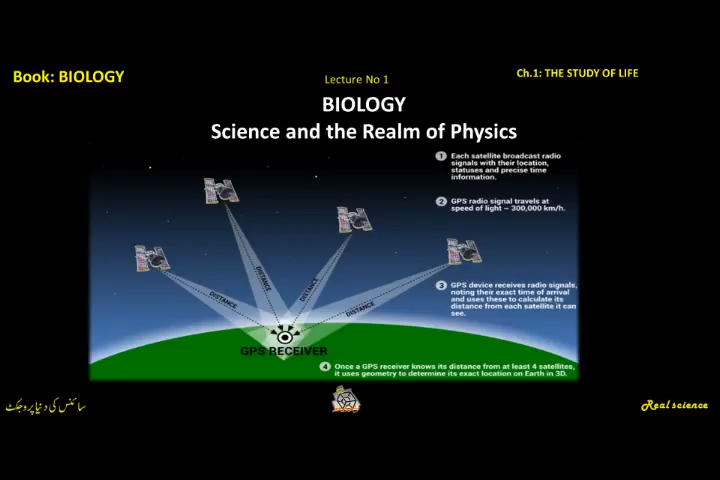 Book: BIOLOGY
Lecture No 1
Ch.1: THE STUDY OF LIFE
BIOLOGY
Science and the Realm of Physics
1 Each satellite broadcast radio
signals with their location,
statuses and precise time
information.
2 GPS radio signal travels at
speed of light ~ 300,000 km/h.
DISTANCE
DISTANCE
DISTANCE
DISTANCE
3 GPS device receives radio signals,
noting their exact time of arrival
and uses these to calculate its
distance from each satellite it can
see.
GPS RECEIVER
4 Once a GPS receiver knows its distance from at least 4 satellites,
it uses geometry to determine its exact location on Earth in 3D.
سائنس کی دنیا پروجکٹ
Real science